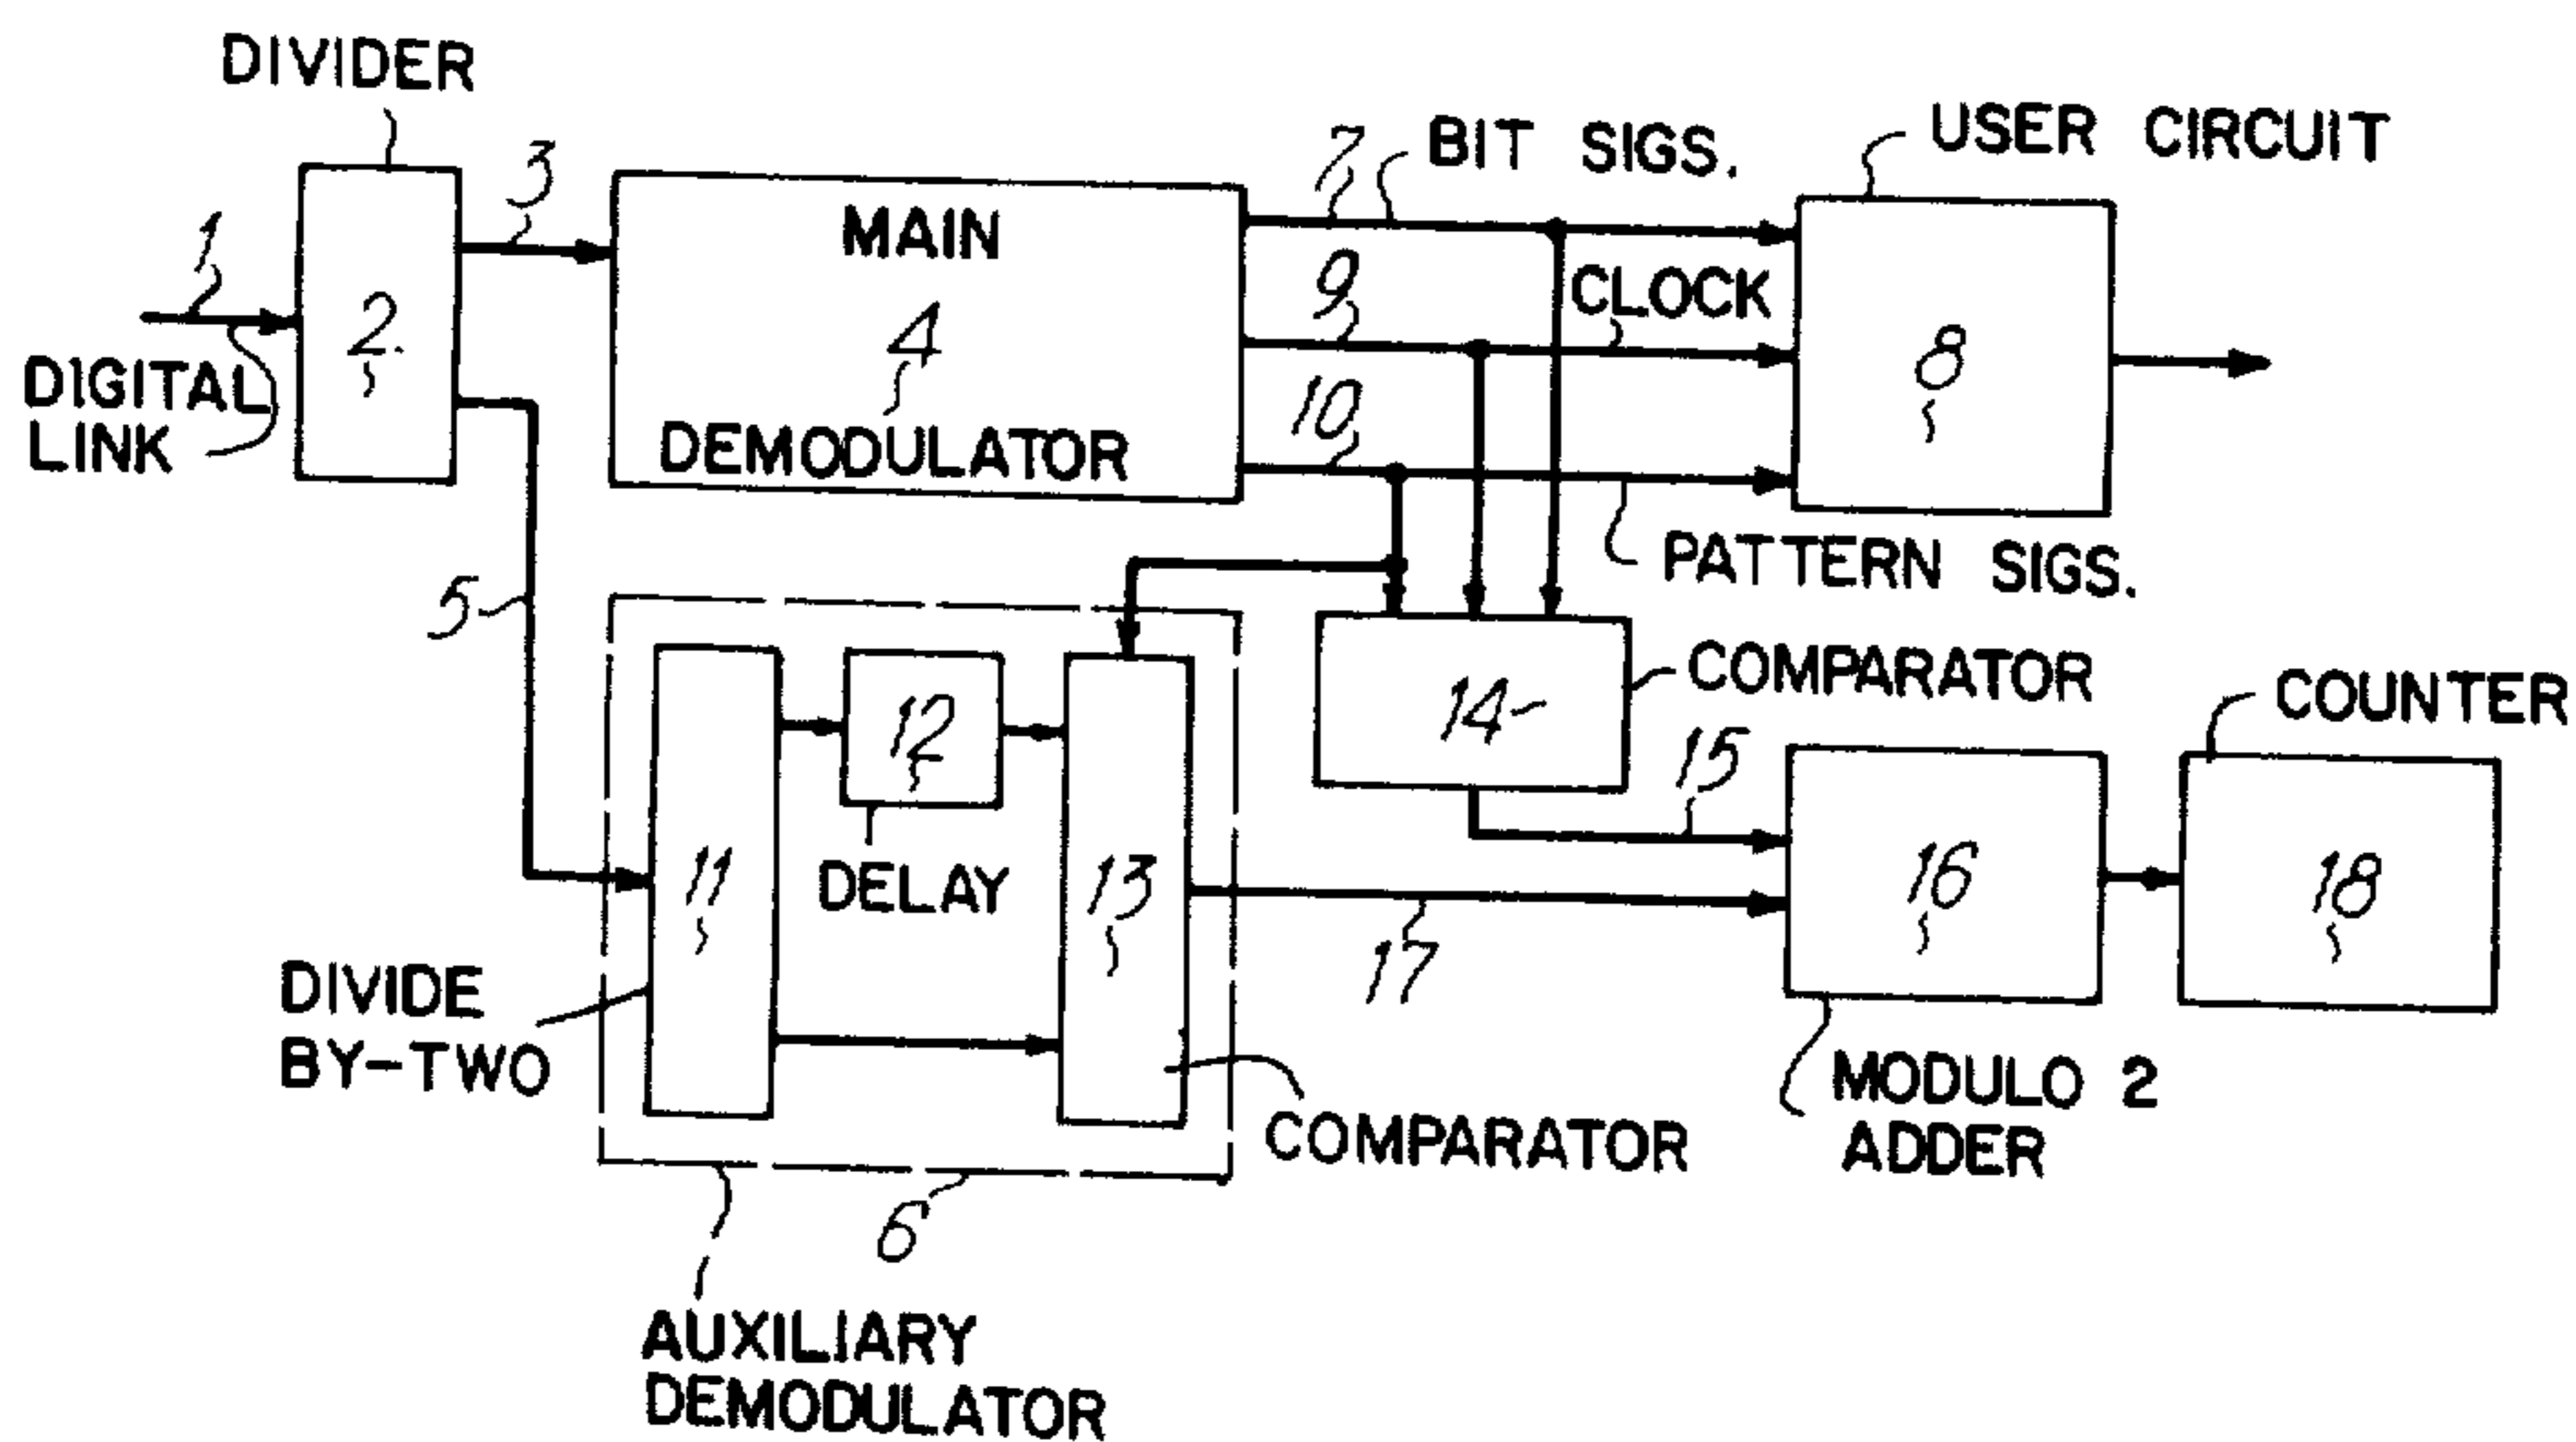 DIVIDER
1
DIGITAL
LINK
2
3
MAIN
4
DEMODULATOR
7
BIT SIGS.
9
CLOCK
10
PATTERN SIGS.
USER CIRCUIT
8
5
11
12
DELAY
13
DIVIDE
BY-TWO
COMPARATOR
6
AUXILIARY
DEMODULATOR
14
COMPARATOR
15
17
16
MODULO 2
ADDER
COUNTER
18